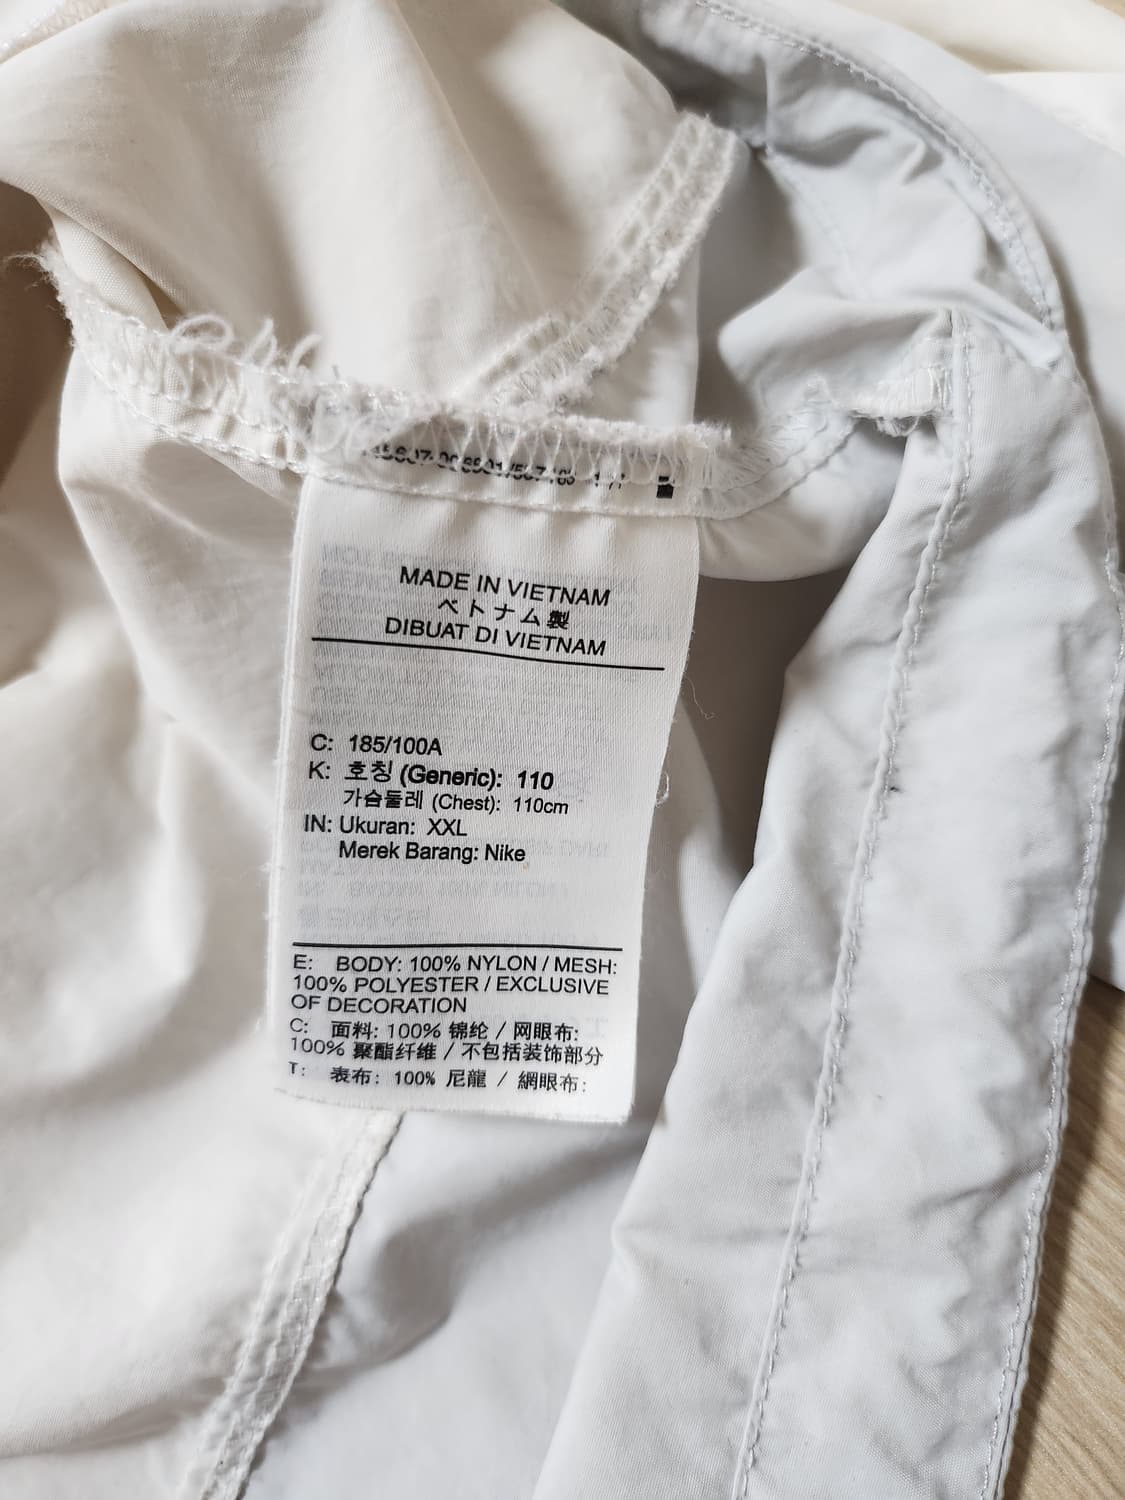 MADE IN VIETNAM
ベトナム製
DIBUAT DI VIETNAM
C: 185/100A
K: 호칭 (Generic): 110
가슴둘레 (Chest): 110cm
IN: Ukuran: XXL
Merek Barang: Nike
E: BODY: 100% NYLON / MESH:
100% POLYESTER / EXCLUSIVE
OF DECORATION
C: 面料: 100% 锦纶 / 网眼布:
100% 聚酯纤维 / 不包括装饰部分
T: 表布: 100% 尼龍 / 網眼布: